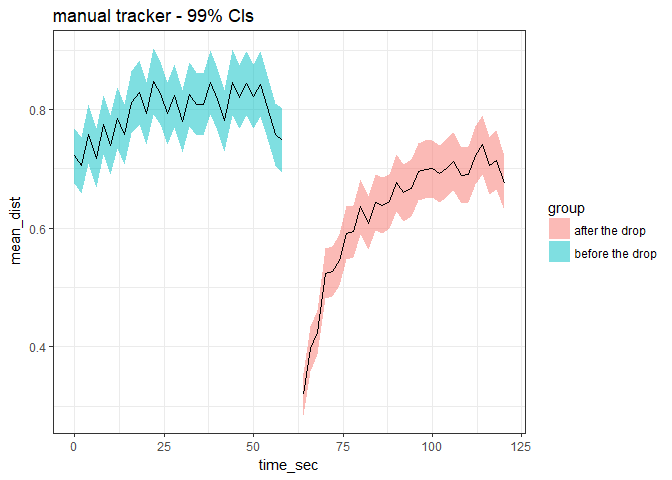 manual tracker - 99% CIs
mean_dist
0.8
0.6
0.4
0
25
50
75
100
125
time_sec
group
after the drop
before the drop